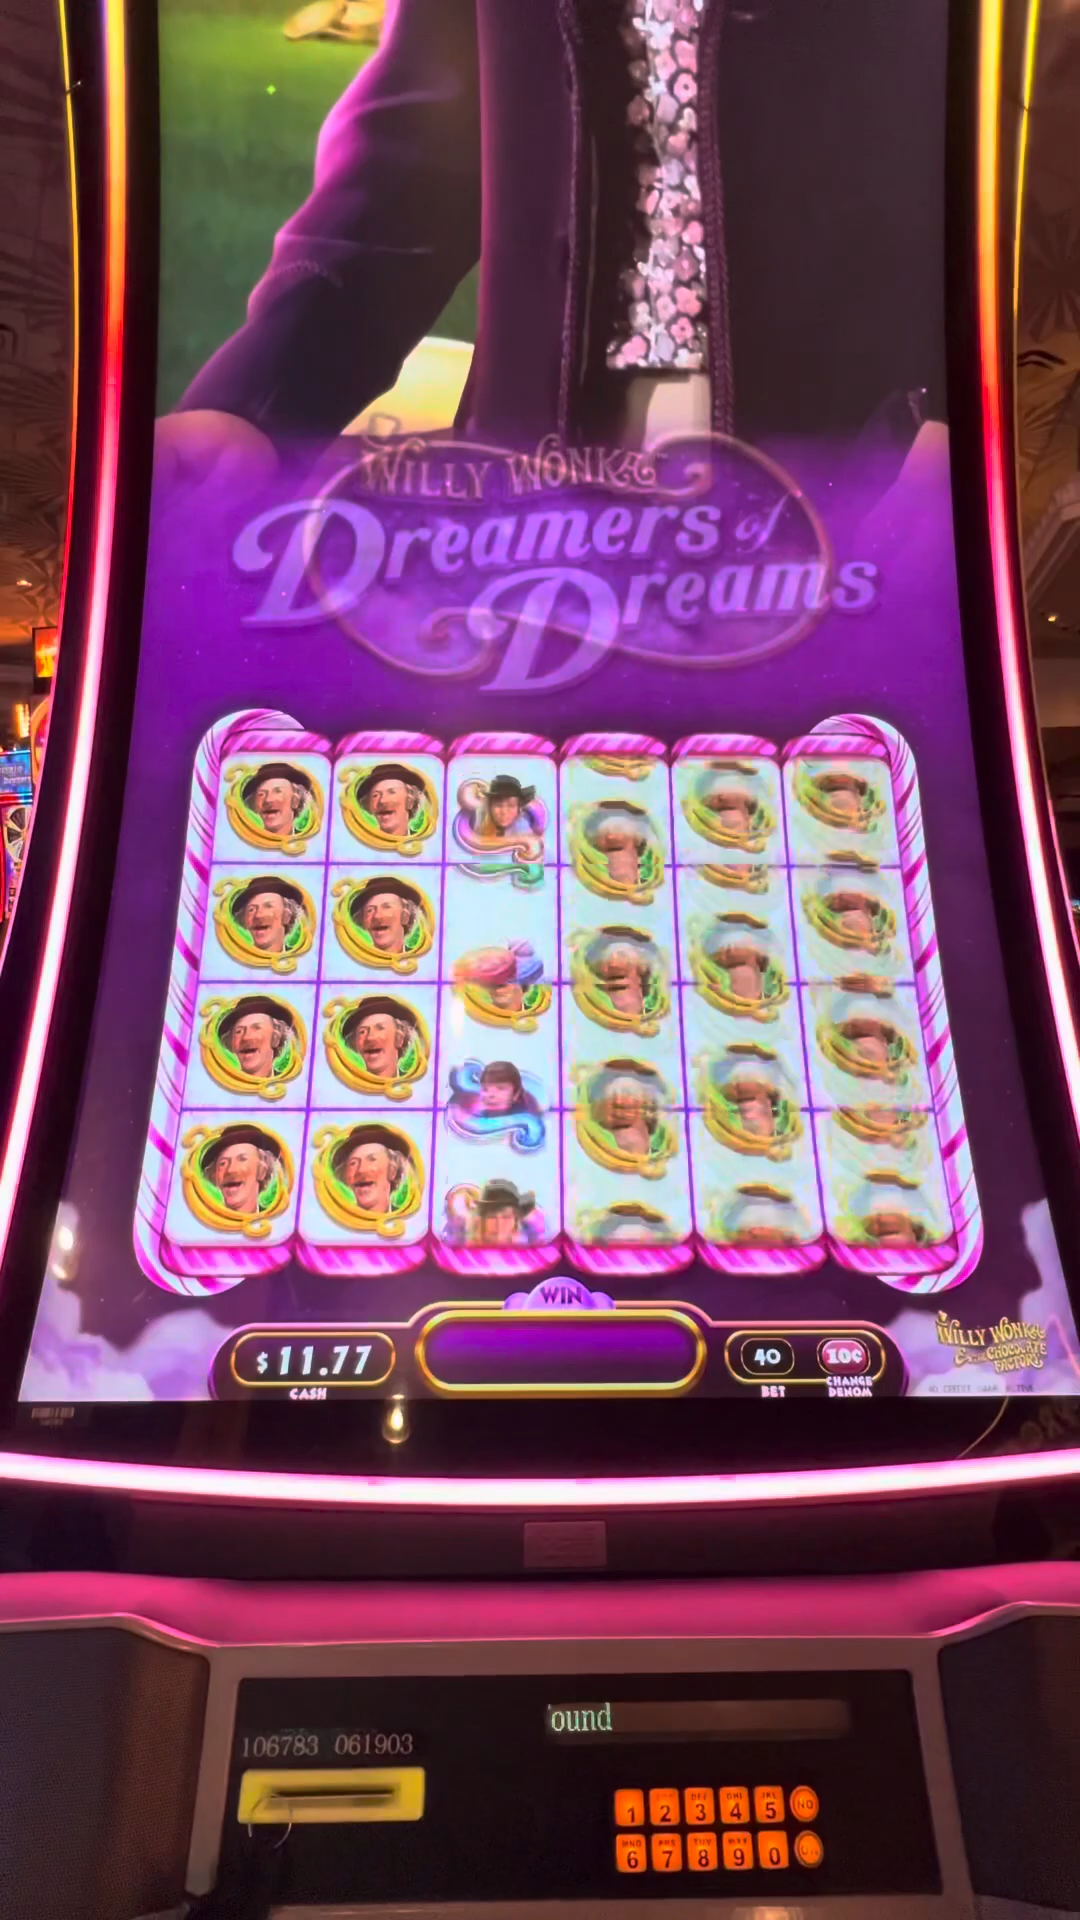 WILLY WONKA
Dreamers of
Dreams
WIN
$11.77
CASH
40
BET
10¢
CHANGE
DENOM
WILLY WONKA
& THE CHOCOLATE
FACTORY
ound
106783 061903
1 2 3 4 5 NO
6 7 8 9 0